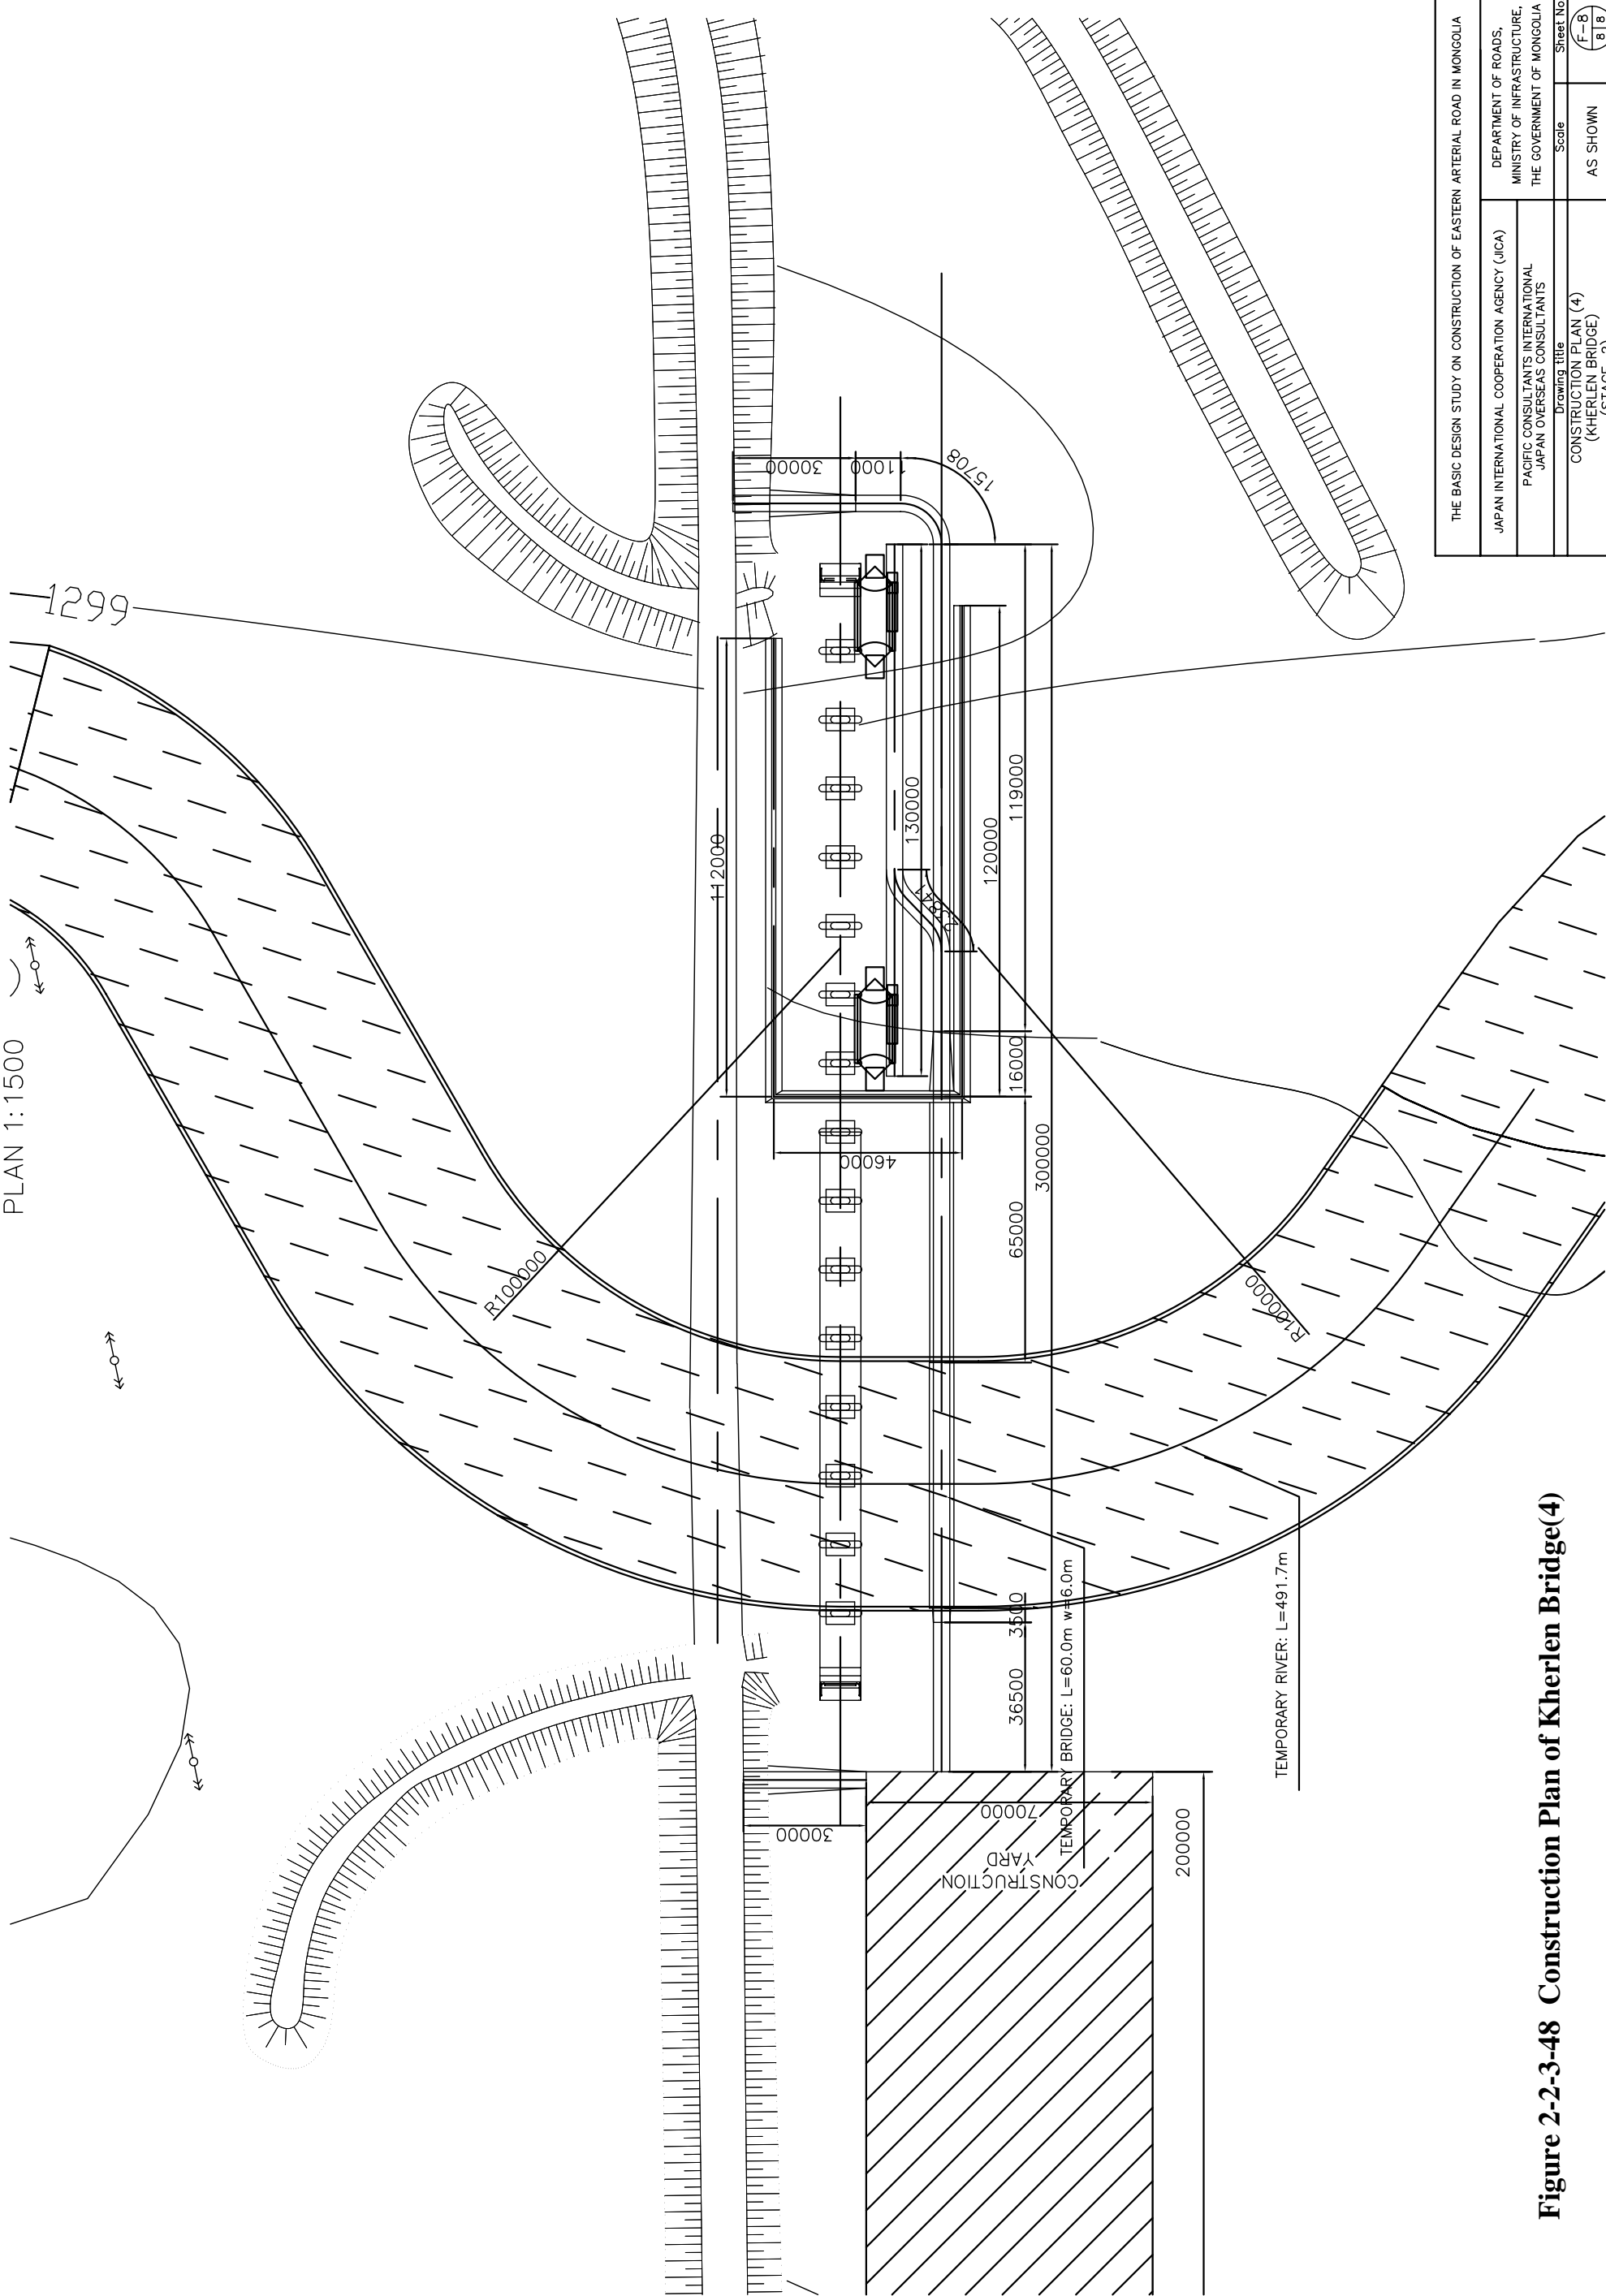 PLAN 1:1500
1299
112000
30000
11000
15708
130000
23847
120000
119000
16000
46000
300000
65000
R100000
R100000
3500
36500
TEMPORARY BRIDGE: L=60.0m w=6.0m
TEMPORARY RIVER: L=491.7m
30000
70000
CONSTRUCTION
YARD
200000
THE BASIC DESIGN STUDY ON CONSTRUCTION OF EASTERN ARTERIAL ROAD IN MONGOLIA
JAPAN INTERNATIONAL COOPERATION AGENCY (JICA)
PACIFIC CONSULTANTS INTERNATIONAL
JAPAN OVERSEAS CONSULTANTS
DEPARTMENT OF ROADS,
MINISTRY OF INFRASTRUCTURE,
THE GOVERNMENT OF MONGOLIA
Drawing title
CONSTRUCTION PLAN (4)
(KHERLEN BRIDGE)
Scale
AS SHOWN
Sheet No
F-8
8 8
Figure 2-2-3-48 Construction Plan of Kherlen Bridge(4)